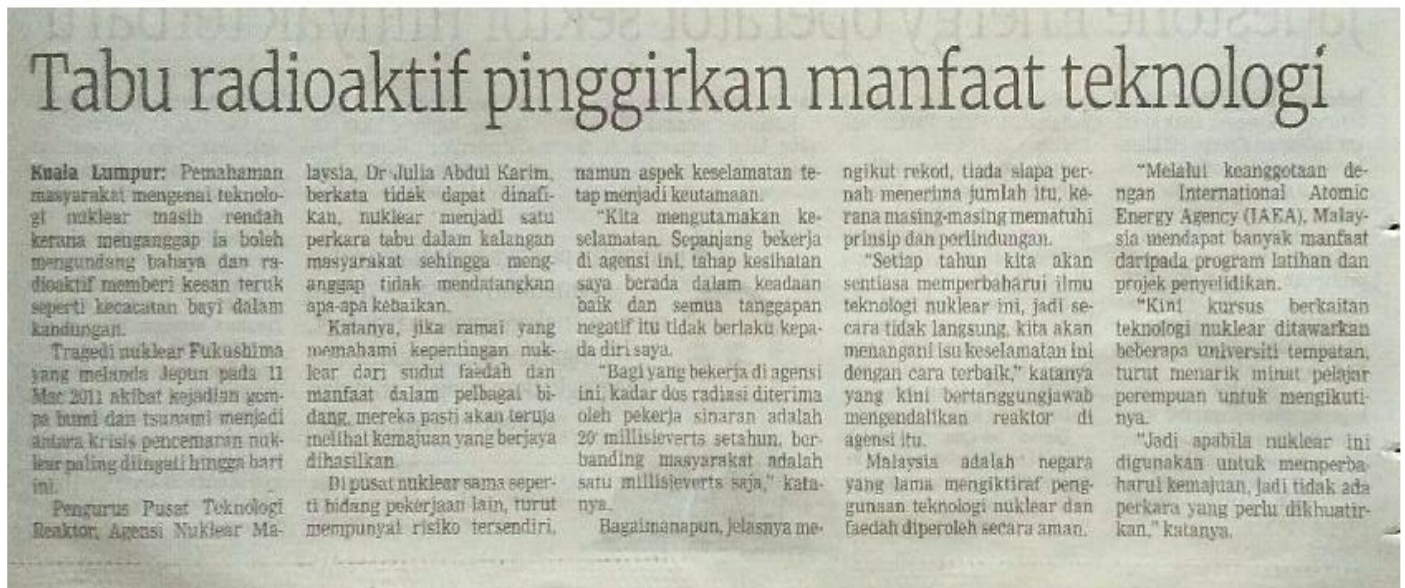 Tabu radioaktif pinggirkan manfaat teknologi
Kuala Lumpur: Pemahaman
masyarakat mengenai teknolo-
gi nuklear masih rendah
kerana menganggap ia boleh
mengundang bahaya dan ra-
dioaktif memberi kesan teruk
seperti kecacatan bayi dalam
kandungan.
Tragedi nuklear Fukushima
yang melanda Jepun pada 11
Mac 2011 akibat kejadian gem-
pa bumi dan tsunami menjadi
antara krisis pencemaran nuk-
lear paling diingati hingga hari
ini.
Pengurus Pusat Teknologi
Reaktor, Agensi Nuklear Ma-
laysia, Dr Julia Abdul Karim,
berkata tidak dapat dinafi-
kan, nuklear menjadi satu
perkara tabu dalam kalangan
masyarakat sehingga meng-
anggap tidak mendatangkan
apa-apa kebaikan.
Katanya, jika ramai yang
memahami kepentingan nuk-
lear dari sudut faedah dan
manfaat dalam pelbagai bi-
dang, mereka pasti akan teruja
melihat kemajuan yang berjaya
dihasilkan.
Di pusat nuklear sama seper-
ti bidang pekerjaan lain, turut
mempunyai risiko tersendiri,
namun aspek keselamatan te-
tap menjadi keutamaan.
"Kita mengutamakan ke-
selamatan. Sepanjang bekerja
di agensi ini, tahap kesihatan
saya berada dalam keadaan
baik dan semua tanggapan
negatif itu tidak berlaku kepa-
da diri saya.
"Bagi yang bekerja di agensi
ini, kadar dos radiasi diterima
oleh pekerja sinaran adalah
20 millisieverts setahun, ber-
banding masyarakat adalah
satu millisieverts saja," kata-
nya.
Bagaimanapun, jelasnya me-
ngikut rekod, tiada siapa per-
nah menerima jumlah itu, ke-
rana masing-masing mematuhi
prinsip dan perlindungan.
"Setiap tahun kita akan
sentiasa memperbaharui ilmu
teknologi nuklear ini, jadi se-
cara tidak langsung, kita akan
menangani isu keselamatan ini
dengan cara terbaik," katanya
yang kini bertanggungjawab
mengendalikan reaktor di
agensi itu.
Malaysia adalah negara
yang lama mengiktiraf peng-
gunaan teknologi nuklear dan
faedah diperoleh secara aman.
"Melalui keanggotaan de-
ngan International Atomic
Energy Agency (IAEA), Malay-
sia mendapat banyak manfaat
daripada program latihan dan
projek penyelidikan.
"Kini kursus berkaitan
teknologi nuklear ditawarkan
beberapa universiti tempatan,
turut menarik minat pelajar
perempuan untuk mengikuti-
nya.
"Jadi apabila nuklear ini
digunakan untuk memperba-
harui kemajuan, jadi tidak ada
perkara yang perlu dikhuatir-
kan," katanya.